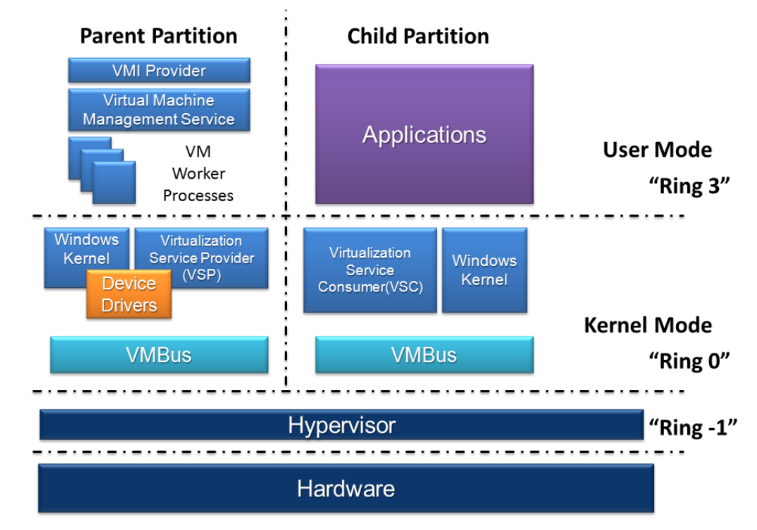 Parent Partition
Child Partition
VMI Provider
Virtual Machine
Management Service
VM
Worker
Processes
Applications
User Mode
“Ring 3”
Windows
Kernel
Virtualization
Service Provider
(VSP)
Device
Drivers
Virtualization
Service
Consumer(VSC)
Windows
Kernel
Kernel Mode
“Ring 0”
VMBus
VMBus
Hypervisor
“Ring -1”
Hardware